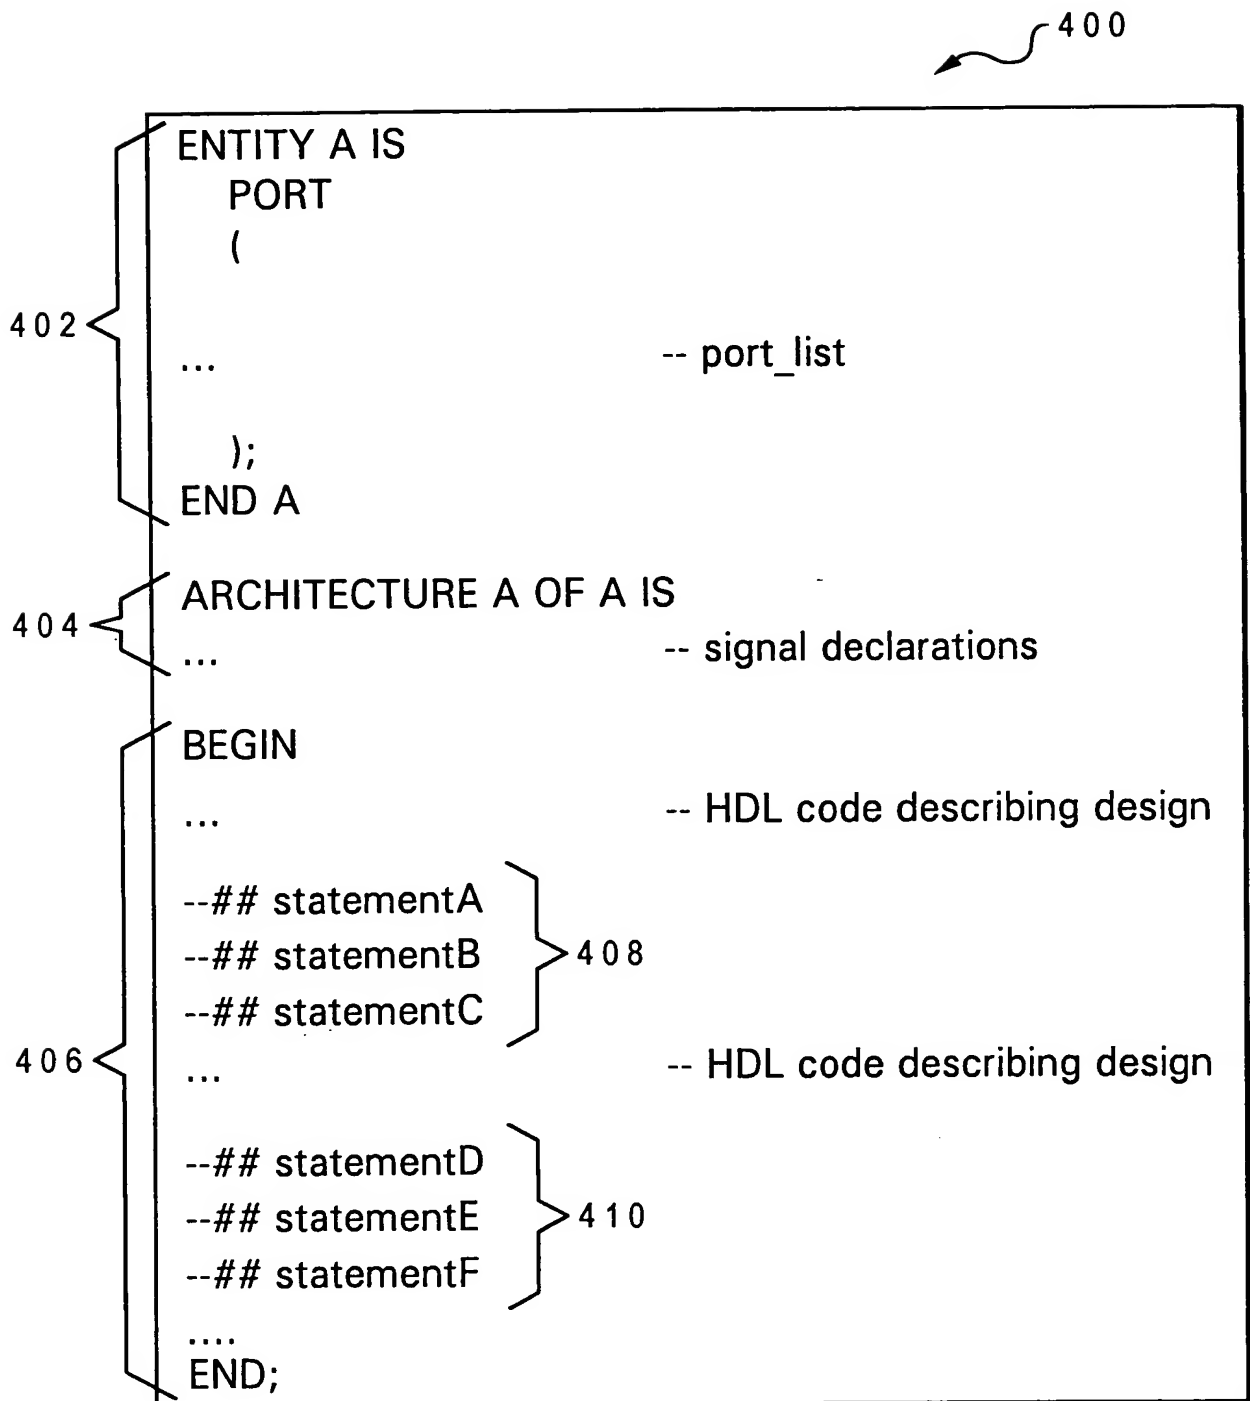 400
ENTITY A IS
PORT
(
402
... -- port_list
);
END A
ARCHITECTURE A OF A IS
404
... -- signal declarations
BEGIN
... -- HDL code describing design
--## statementA
--## statementB 408
--## statementC
406
... -- HDL code describing design
--## statementD
--## statementE 410
--## statementF
....
END;